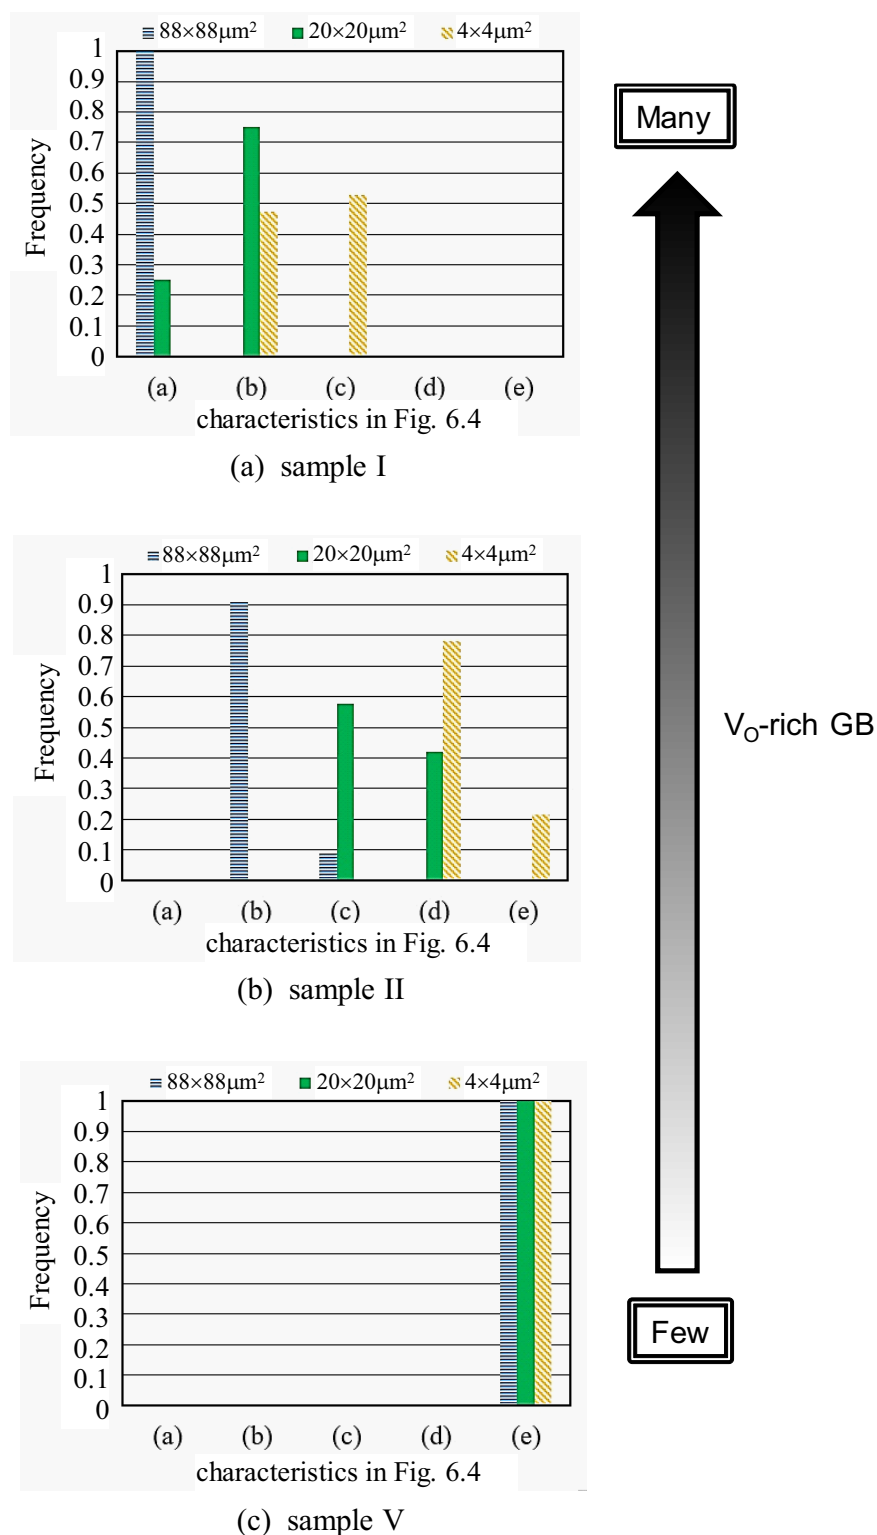 88×88μm² 20×20μm² 4×4μm²
1
0.9
0.8
0.7
0.6
0.5
0.4
0.3
0.2
0.1
0
Frequency
(a) (b) (c) (d) (e)
characteristics in Fig. 6.4
(a) sample I
88×88μm² 20×20μm² 4×4μm²
1
0.9
0.8
0.7
0.6
0.5
0.4
0.3
0.2
0.1
0
Frequency
(a) (b) (c) (d) (e)
characteristics in Fig. 6.4
(b) sample II
88×88μm² 20×20μm² 4×4μm²
1
0.9
0.8
0.7
0.6
0.5
0.4
0.3
0.2
0.1
0
Frequency
(a) (b) (c) (d) (e)
characteristics in Fig. 6.4
(c) sample V
Many
V₀-rich GB
Few